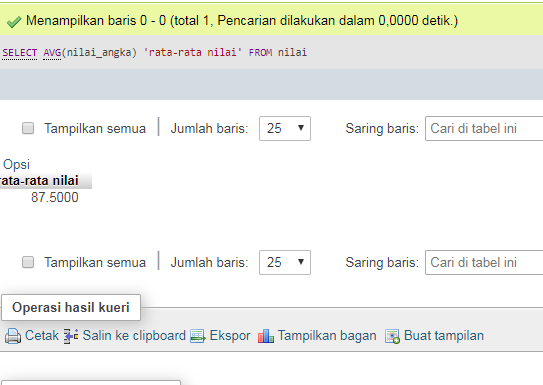 Menampilkan baris 0 - 0 (total 1, Pencarian dilakukan dalam 0,0000 detik.)
SELECT AVG(nilai_angka) 'rata-rata nilai' FROM nilai
Tampilkan semua | Jumlah baris: 25 Saring baris: Cari di tabel ini
Opsi
rata-rata nilai
87.5000
Tampilkan semua | Jumlah baris: 25 Saring baris: Cari di tabel ini
Operasi hasil kueri
Cetak Salin ke clipboard Ekspor Tampilkan bagan Buat tampilan